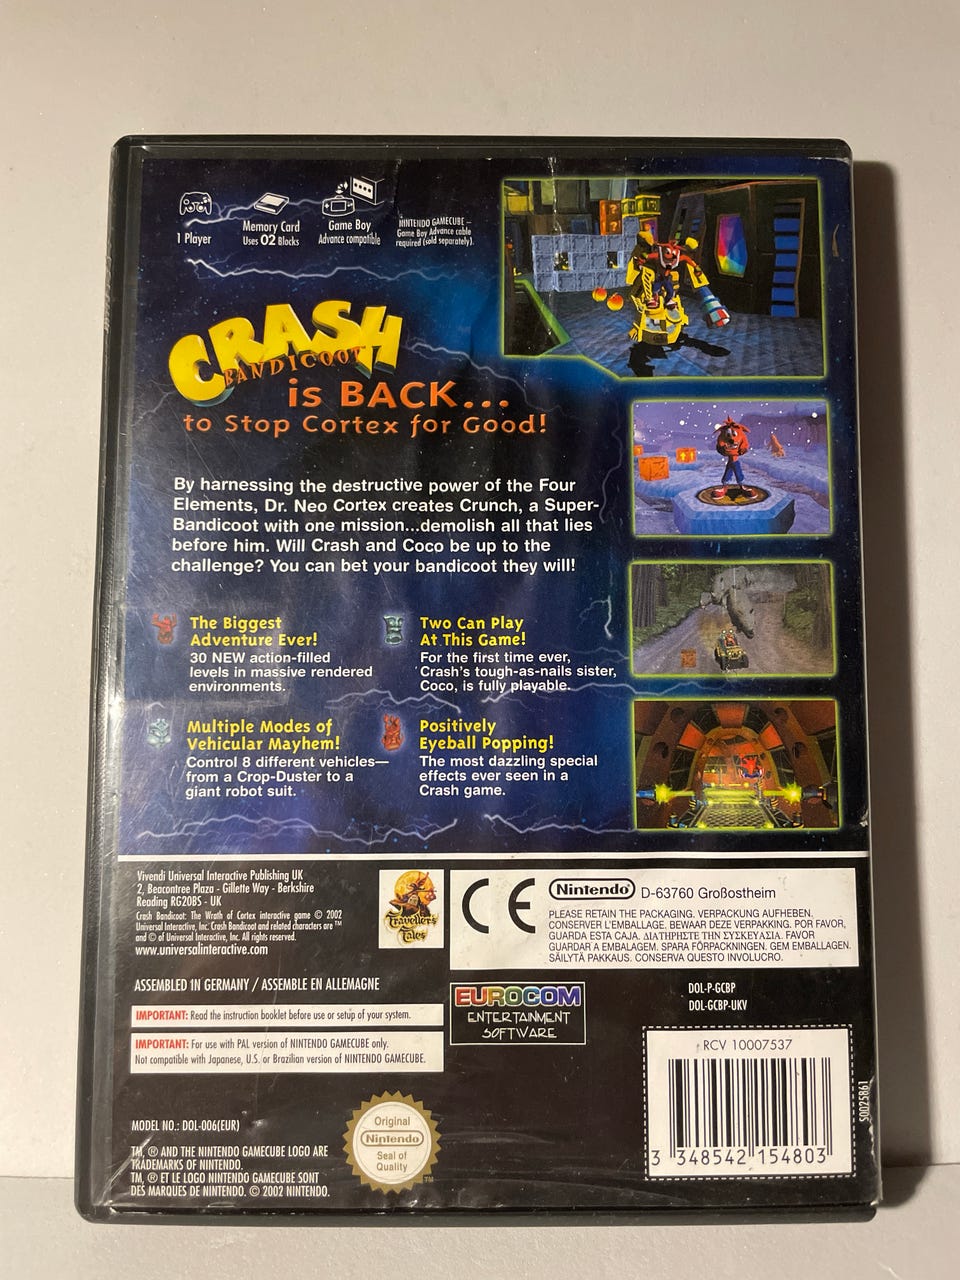 1 Player
Memory Card
Uses 02 Blocks
Game Boy
Advance compatible
NINTENDO GAMECUBE –
Game Boy Advance cable
required (sold separately).
CRASH
BANDICOOT
is BACK...
to Stop Cortex for Good!
By harnessing the destructive power of the Four
Elements, Dr. Neo Cortex creates Crunch, a Super-
Bandicoot with one mission...demolish all that lies
before him. Will Crash and Coco be up to the
challenge? You can bet your bandicoot they will!
The Biggest
Adventure Ever!
30 NEW action-filled
levels in massive rendered
environments.
Two Can Play
At This Game!
For the first time ever,
Crash's tough-as-nails sister,
Coco, is fully playable.
Multiple Modes of
Vehicular Mayhem!
Control 8 different vehicles—
from a Crop-Duster to a
giant robot suit.
Positively
Eyeball Popping!
The most dazzling special
effects ever seen in a
Crash game.
Vivendi Universal Interactive Publishing UK
2, Beacontree Plaza - Gillette Way - Berkshire
Reading RG20BS - UK
Crash Bandicoot: The Wrath of Cortex interactive game © 2002
Universal Interactive, Inc. Crash Bandicoot and related characters are ™
and © of Universal Interactive, Inc. All rights reserved.
www.universalinteractive.com
Traveller's
Tales
CE
Nintendo D-63760 Großostheim
PLEASE RETAIN THE PACKAGING. VERPACKUNG AUFHEBEN.
CONSERVER L'EMBALLAGE. BEWAAR DEZE VERPAKKING. POR FAVOR,
GUARDA ESTA CAJA. ΔΙΑΤΗΡΗΣΤΕ ΤΗΝ ΣΥΣΚΕΥΑΣΙΑ. FAVOR
GUARDAR A EMBALAGEM. SPARA FÖRPACKNINGEN. GEM EMBALLAGEN.
SÄILYTÄ PAKKAUS. CONSERVA QUESTO INVOLUCRO.
ASSEMBLED IN GERMANY / ASSEMBLE EN ALLEMAGNE
IMPORTANT: Read the instruction booklet before use or setup of your system.
IMPORTANT: For use with PAL version of NINTENDO GAMECUBE only.
Not compatible with Japanese, U.S. or Brazilian version of NINTENDO GAMECUBE.
EUROCOM
ENTERTAINMENT
SOFTWARE
DOL-P-GCBP
DOL-GCBP-UKV
RCV 10007537
3 348542 154803
S0025861
MODEL NO.: DOL-006(EUR)
TM, ® AND THE NINTENDO GAMECUBE LOGO ARE
TRADEMARKS OF NINTENDO.
TM, ® ET LE LOGO NINTENDO GAMECUBE SONT
DES MARQUES DE NINTENDO. © 2002 NINTENDO.
Original
Nintendo
Seal of
Quality
TM